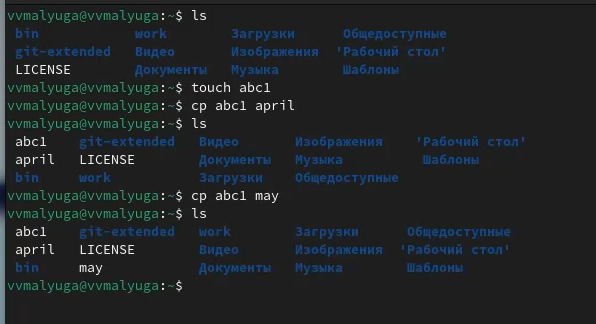 vvmalyuga@vvmalyuga:~$ ls
bin work Загрузки Общедоступные
git-extended Видео Изображения 'Рабочий стол'
LICENSE Документы Музыка Шаблоны
vvmalyuga@vvmalyuga:~$ touch abc1
vvmalyuga@vvmalyuga:~$ cp abc1 april
vvmalyuga@vvmalyuga:~$ ls
abc1 git-extended Видео Изображения 'Рабочий стол'
april LICENSE Документы Музыка Шаблоны
bin work Загрузки Общедоступные
vvmalyuga@vvmalyuga:~$ cp abc1 may
vvmalyuga@vvmalyuga:~$ ls
abc1 git-extended work Загрузки Общедоступные
april LICENSE Видео Изображения 'Рабочий стол'
bin may Документы Музыка Шаблоны
vvmalyuga@vvmalyuga:~$